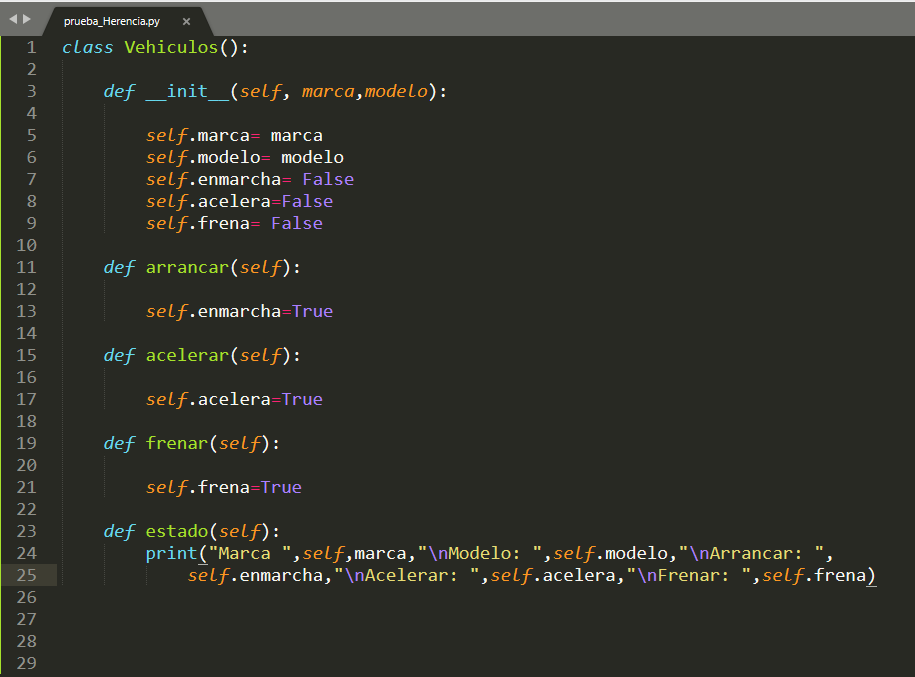 prueba_Herencia.py ×
1 class Vehiculos():
2
3     def __init__(self, marca,modelo):
4
5         self.marca= marca
6         self.modelo= modelo
7         self.enmarcha= False
8         self.acelera=False
9         self.frena= False
10
11     def arrancar(self):
12
13         self.enmarcha=True
14
15     def acelerar(self):
16
17         self.acelera=True
18
19     def frenar(self):
20
21         self.frena=True
22
23     def estado(self):
24         print("Marca ",self,marca,"\nModelo: ",self.modelo,"\nArrancar: ",
25             self.enmarcha,"\nAcelerar: ",self.acelera,"\nFrenar: ",self.frena)
26
27
28
29